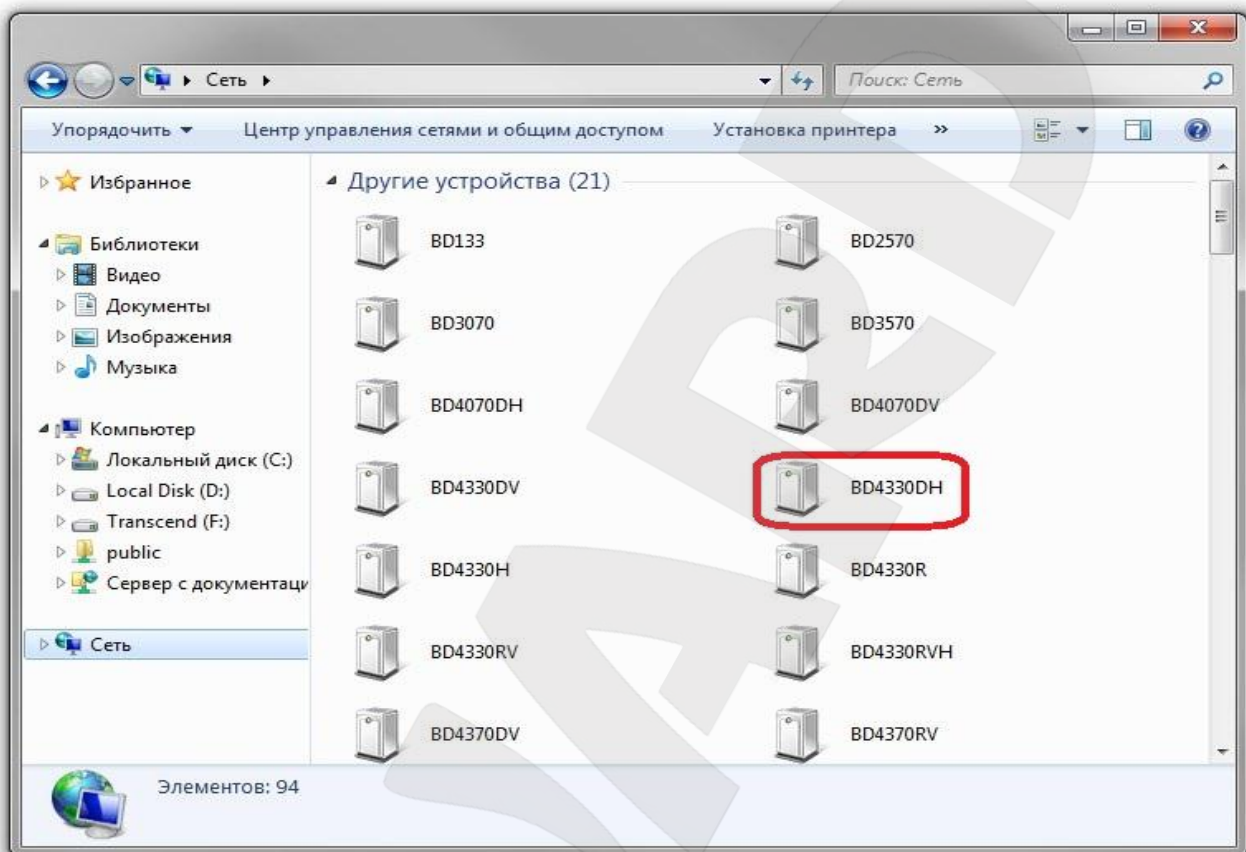 Сеть
Поиск: Сеть
Упорядочить Центр управления сетями и общим доступом Установка принтера »
Избранное
Библиотеки
Видео
Документы
Изображения
Музыка
Компьютер
Локальный диск (C:)
Local Disk (D:)
Transcend (F:)
public
Сервер с документаци
Сеть
Другие устройства (21)
BD133 BD2570
BD3070 BD3570
BD4070DH BD4070DV
BD4330DV BD4330DH
BD4330H BD4330R
BD4330RV BD4330RVH
BD4370DV BD4370RV
Элементов: 94